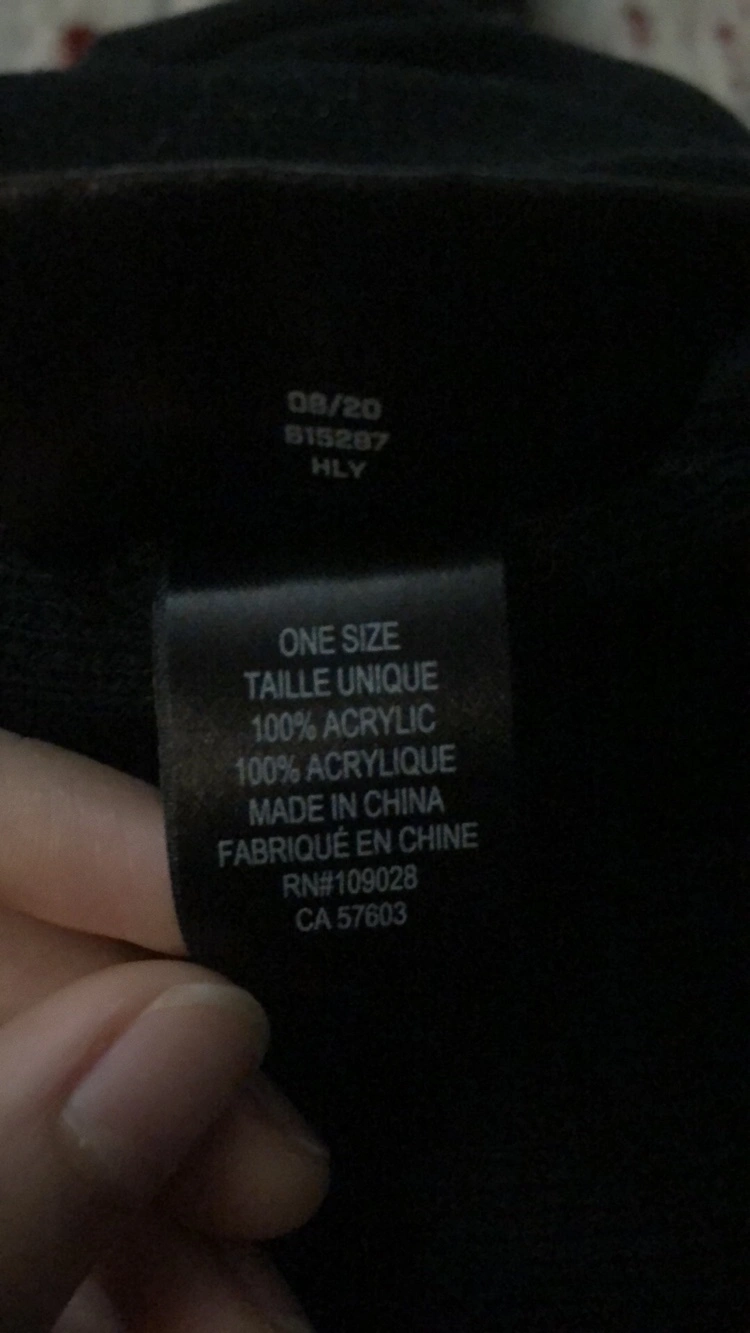 08/20
615287
HLY
ONE SIZE
TAILLE UNIQUE
100% ACRYLIC
100% ACRYLIQUE
MADE IN CHINA
FABRIQUÉ EN CHINE
RN#109028
CA 57603